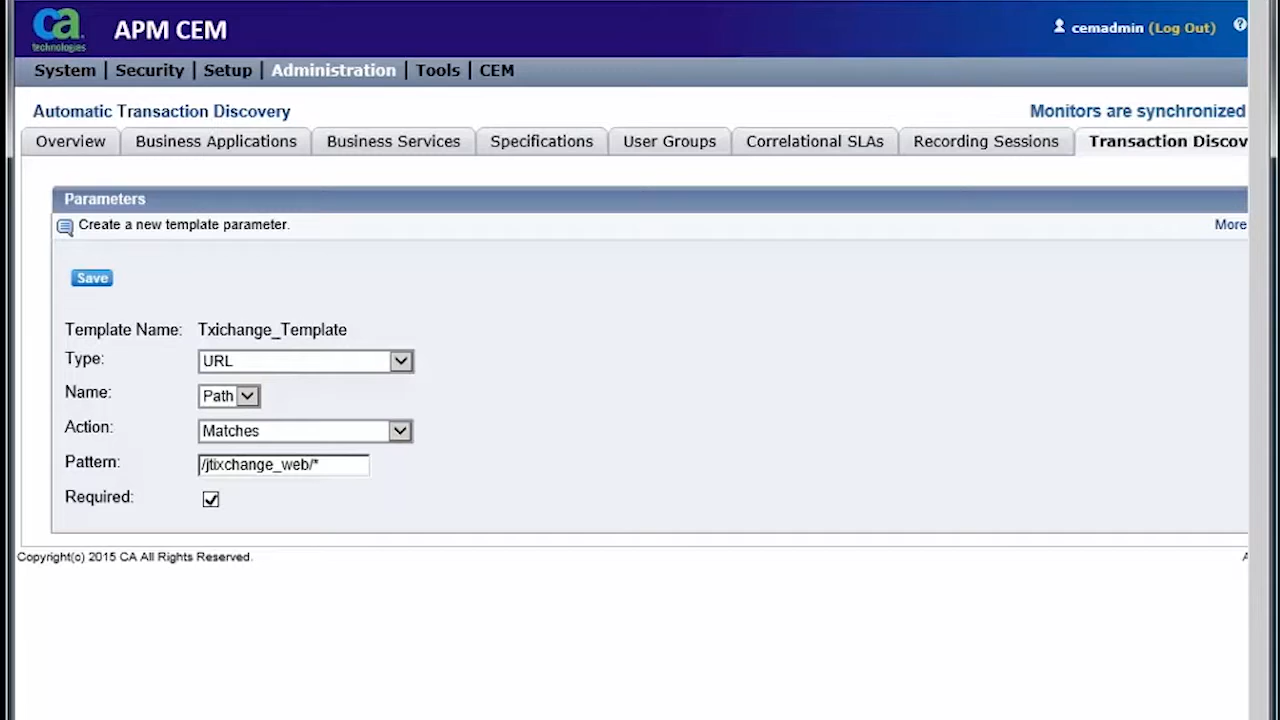 ca
technologies
APM CEM
cemadmin (Log Out)
System | Security | Setup | Administration | Tools | CEM
Automatic Transaction Discovery
Monitors are synchronized
Overview
Business Applications
Business Services
Specifications
User Groups
Correlational SLAs
Recording Sessions
Transaction Discov
Parameters
Create a new template parameter.
More
Save
Template Name: Txichange_Template
Type: URL
Name: Path
Action: Matches
Pattern: /jtixchange_web/*
Required:
Copyright(c) 2015 CA All Rights Reserved.